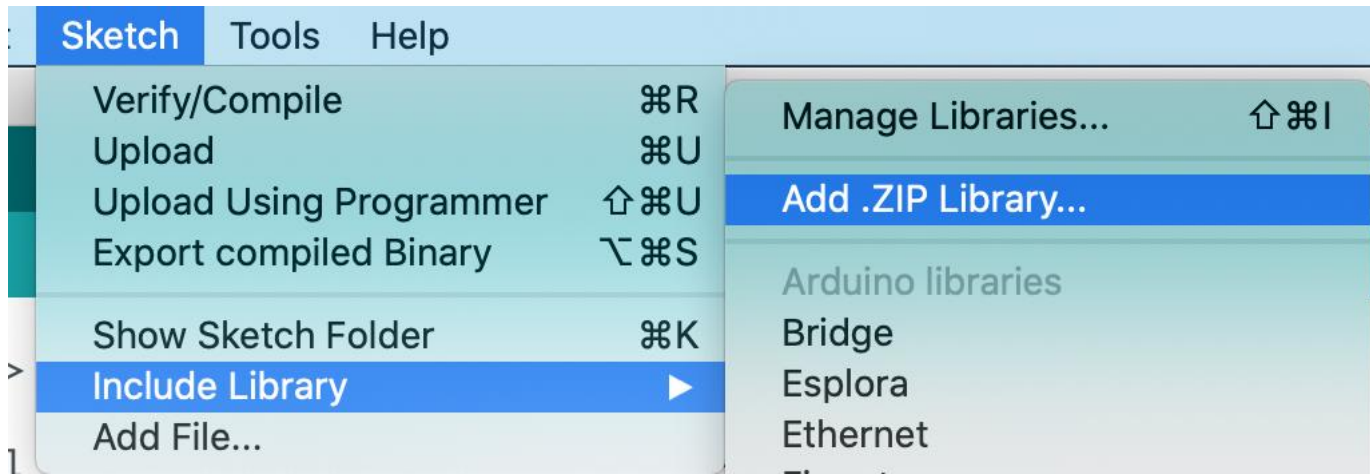 Sketch Tools Help
Verify/Compile ⌘R
Upload ⌘U
Upload Using Programmer ⇧⌘U
Export compiled Binary ⌥⌘S
Show Sketch Folder ⌘K
Include Library ▶
Add File...
Manage Libraries... ⇧⌘I
Add .ZIP Library...
Arduino libraries
Bridge
Esplora
Ethernet